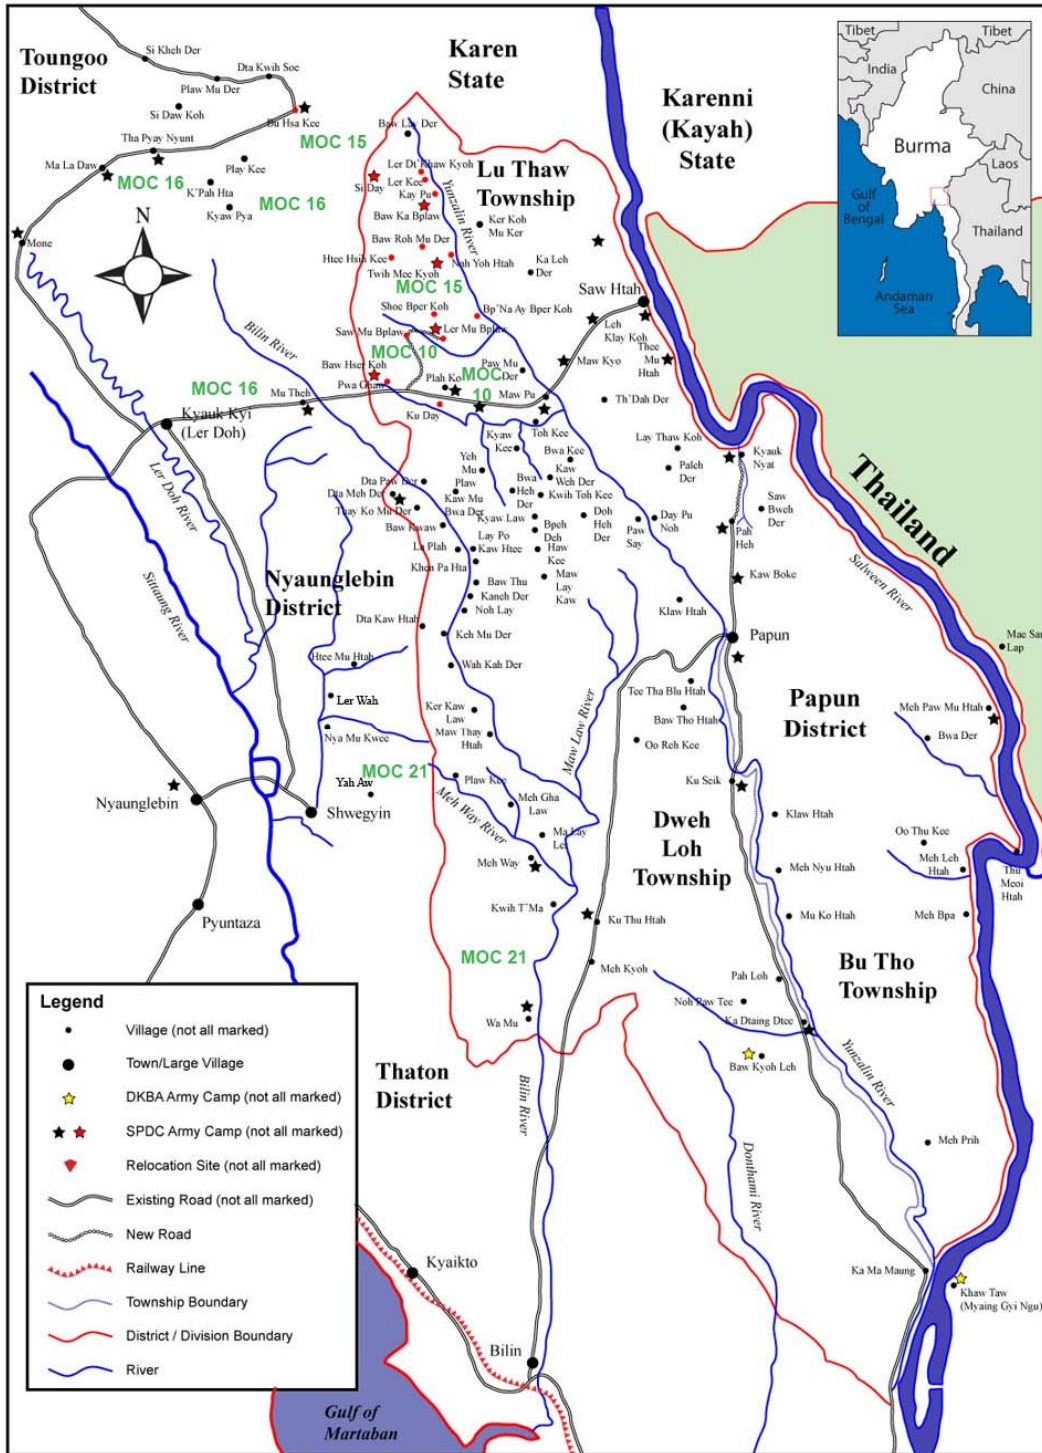 Toungoo
District
Karen
State
Karenni
(Kayah)
State
Tibet
Tibet
India
China
Burma
Laos
Gulf
of
Bengal
Thailand
Andaman
Sea
Si Kheh Der
Dta Kwih Soe
Plaw Mu Der
Si Daw Koh
Bu Hsa Kee
Tha Pyay Nyunt
MOC 15
Ma La Daw
MOC 16
Play Kee
K'Pah Hta
MOC 16
Kyaw Pya
N
Mone
Baw Lay Der
Ler Dt'Khaw Kyoh
Si Day
Ler Kee
Kay Pu
Yunzalin River
Lu Thaw
Township
Baw Ka Bplaw
Ker Koh
Mu Ker
Baw Roh Mu Der
Htee Hsih Kee
Noh Yoh Htah
Twih Mee Kyoh
Ka Leh
Der
MOC 15
Saw Htah
Shoe Bper Koh
Bp'Na Ay Bper Koh
Saw Mu Bplaw
Ler Mu Bplaw
Leh
Klay Koh
Thee
Mu
Htah
Bilin River
MOC 10
Baw Hser Koh
Pwa Ghaw
Plah Ko
Paw Mu
Der
MOC
10
Maw Kyo
Maw Pu
Th'Dah Der
MOC 16
Mu Theh
Kyauk Kyi
(Ler Doh)
Ku Day
Toh Kee
Kyaw
Kee
Lay Thaw Koh
Kyauk
Nyat
Yeh
Mu
Plaw
Bwa Kee
Kaw
Weh Der
Paleh
Der
Ler Doh River
Dta Paw Der
Dta Meh Der
Thay Ko Mu Der
Kaw Mu
Bwa Der
Bwa
Heh
Der
Kwih Toh Kee
Saw
Bweh
Der
Baw Kwaw
Kyaw Law
Doh
Heh
Der
Day Pu
Noh
Paw
Say
Pah
Heh
Thailand
Lay Po
Kaw Htee
Bpeh
Deh
La Plah
Haw
Kee
Khaw Boke
Khen Pa Hta
Maw
Lay
Kaw
Baw Thu
Kaneh Der
Noh Lay
Klaw Htah
Salween River
Nyaunglebin
District
Sittaung River
Dta Kaw Htah
Keh Mu Der
Papun
Mae Sam
Lap
Htee Mu Htah
Wah Kah Der
Tee Tha Blu Htah
Ler Wah
Baw Tho Htah
Papun
District
Meh Paw Mu Htah
Ker Kaw
Law
Maw Thay
Htah
Maw Law River
Oo Reh Kee
Bwa Der
Nya Mu Kwee
MOC 21
Yah Aw
Plaw Kee
Ku Seik
Nyaunglebin
Shwegyin
Meh Way River
Meh Gha
Law
Klaw Htah
Ma Lay
Ler
Dweh
Loh
Township
Oo Thu Kee
Meh Way
Meh Nyu Htah
Meh Leh
Htah
Thu
Meoi
Htah
Kwih T'Ma
Ku Thu Htah
Mu Ko Htah
Meh Bpa
Pyuntaza
MOC 21
Meh Kyoh
Pah Loh
Bu Tho
Township
Noh Paw Tee
Wa Mu
Ka Dtaing Dtee
Baw Kyoh Leh
Yunzalin River
Thaton
District
Bilin River
Donthami River
Meh Prih
Ka Ma Maung
Khaw Taw
(Myaing Gyi Ngu)
Kyaikto
Bilin
Gulf of
Martaban
Legend
Village (not all marked)
Town/Large Village
DKBA Army Camp (not all marked)
SPDC Army Camp (not all marked)
Relocation Site (not all marked)
Existing Road (not all marked)
New Road
Railway Line
Township Boundary
District / Division Boundary
River